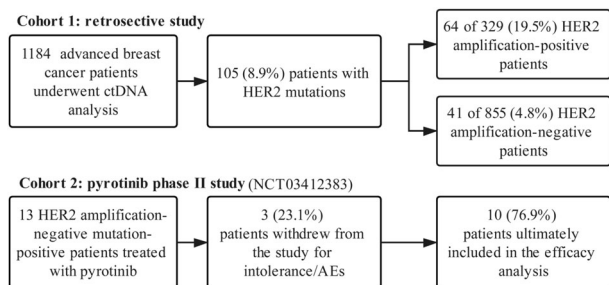 Cohort 1: retrosective study
1184 advanced breast
cancer patients
underwent ctDNA
analysis
105 (8.9%) patients with
HER2 mutations
64 of 329 (19.5%) HER2
amplification-positive
patients
41 of 855 (4.8%) HER2
amplification-negative
patients
Cohort 2: pyrotinib phase II study (NCT03412383)
13 HER2 amplification-
negative mutation-
positive patients treated
with pyrotinib
3 (23.1%)
patients withdrew from
the study for
intolerance/AEs
10 (76.9%)
patients ultimately
included in the efficacy
analysis